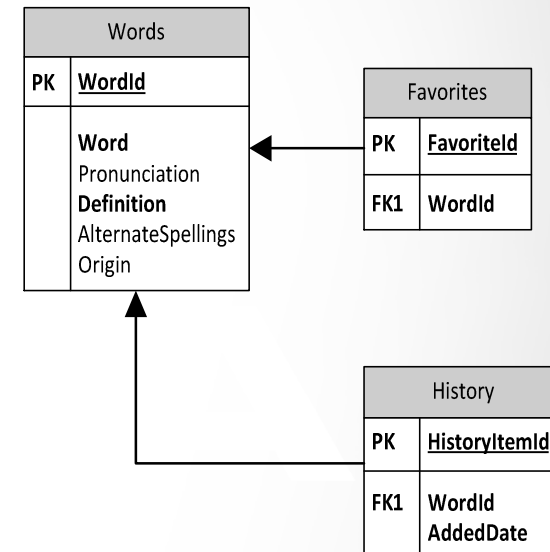 Words
PK WordId
Word
Pronunciation
Definition
AlternateSpellings
Origin
Favorites
PK FavoriteId
FK1 WordId
History
PK HistoryItemId
FK1 WordId
AddedDate